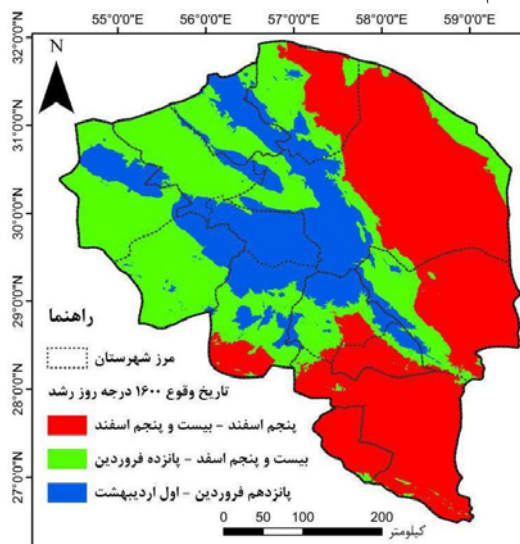 55°0'0"E 56°0'0"E 57°0'0"E 58°0'0"E 59°0'0"E
32°0'0"N
31°0'0"N
30°0'0"N
29°0'0"N
28°0'0"N
27°0'0"N
N
راهنما
مرز شهرستان
تاریخ وقوع ۱۶۰۰ درجه روز رشد
پنجم اسفند - بیست و پنجم اسفند
بیست و پنجم اسفد - پانزده فروردین
پانزدهم فروردین - اول اردیبهشت
0 50 100 200
کیلومتر